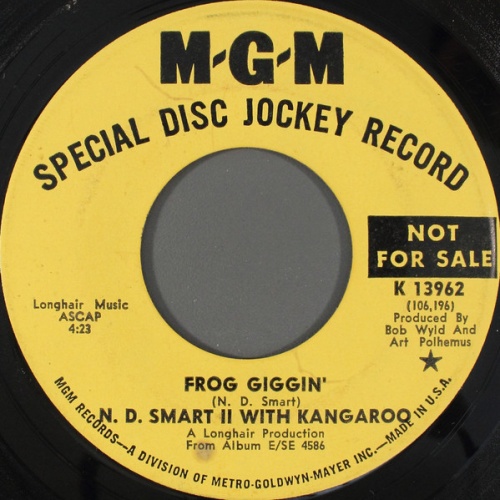 M-G-M
SPECIAL DISC JOCKEY RECORD
NOT
FOR SALE
K 13962
(106,196)
Produced By
Bob Wyld And
Art Polhemus
Longhair Music
ASCAP
4:23
FROG GIGGIN'
(N. D. Smart)
N. D. SMART II WITH KANGAROO
A Longhair Production
From Album E/SE 4586
MGM RECORDS—A DIVISION OF METRO-GOLDWYN-MAYER INC.—MADE IN U.S.A.